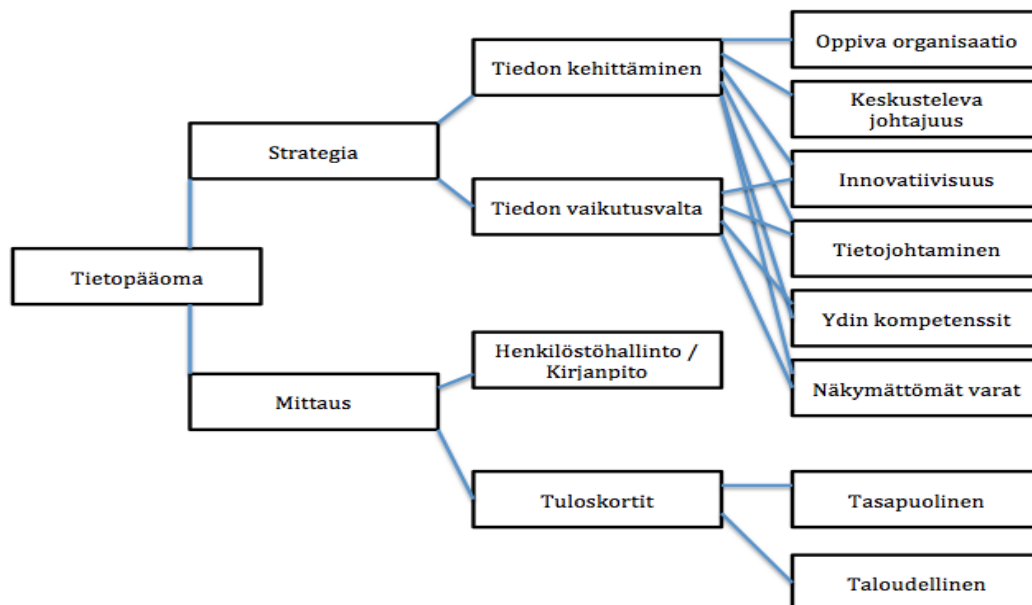 Oppiva organisaatio
Tiedon kehittäminen
Keskusteleva
johtajuus
Strategia
Innovatiivisuus
Tiedon vaikutusvalta
Tietojohtaminen
Tietopääoma
Ydin kompetenssit
Henkilöstöhallinto /
Kirjanpito
Näkymättömät varat
Mittaus
Tuloskortit
Tasapuolinen
Taloudellinen